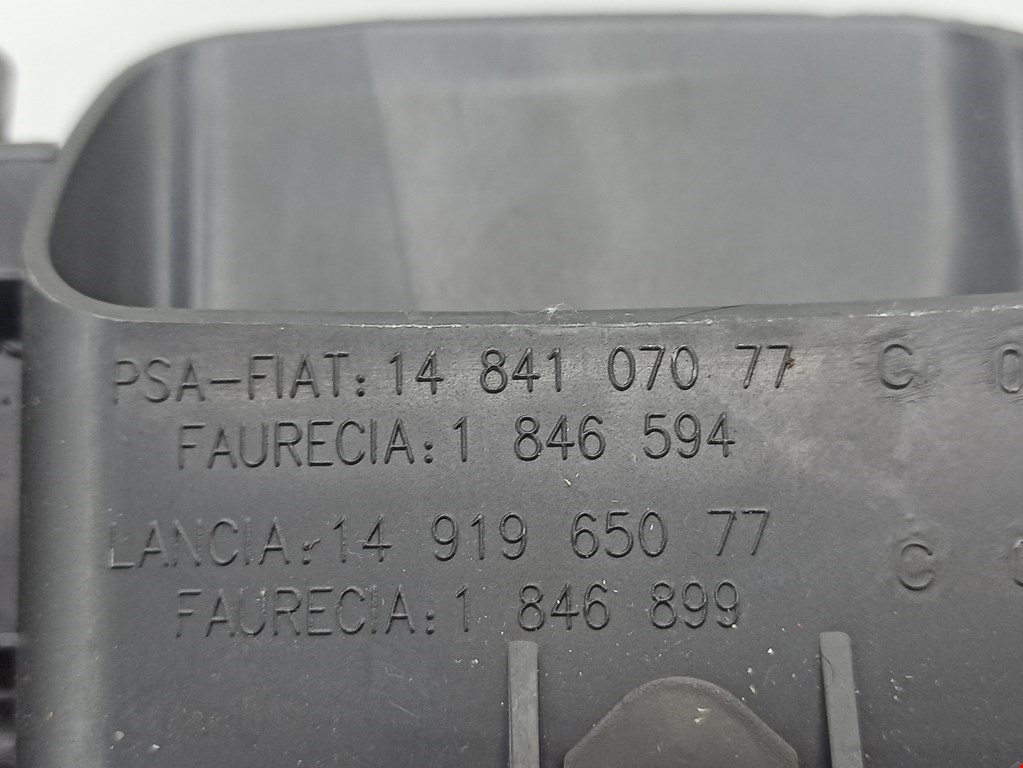 PSA-FIAT: 14 841 070 77 C 0
FAURECIA: 1 846 594
LANCIA: 14 919 650 77 C
FAURECIA: 1 846 899